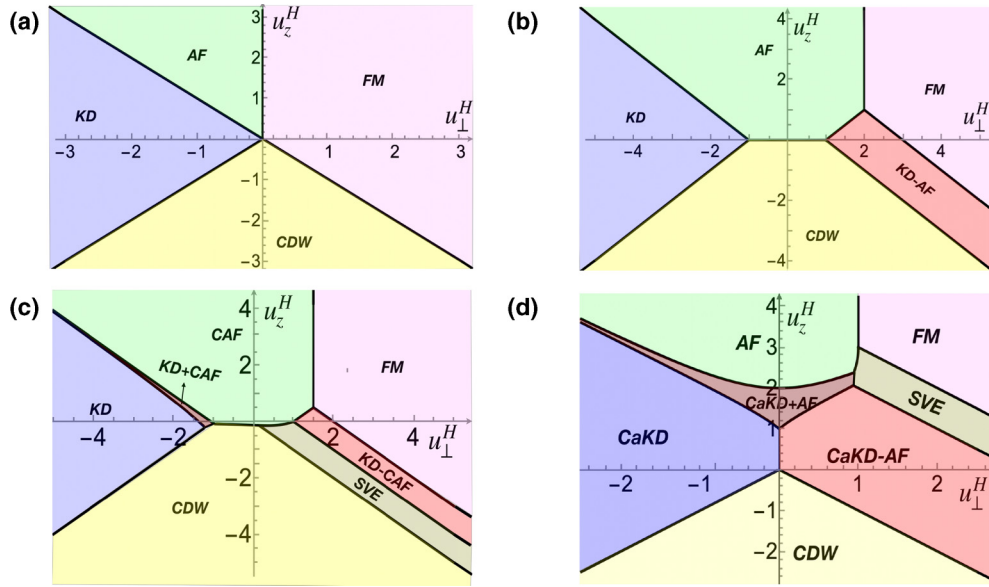 (a)
u_z^H
3
2
1
AF
FM
KD
u_⊥^H
−3 −2 −1 1 2 3
−1
−2
−3
CDW
(b)
u_z^H
4
2
AF
FM
KD
u_⊥^H
−4 −2 2 4
KD-AF
−2
−4
CDW
(c)
u_z^H
4
2
CAF
KD+CAF
FM
KD
−4 −2 2 4 u_⊥^H
KD-CAF
SVE
−2
−4
CDW
(d)
u_z^H
4
3
2
1
AF
FM
CaKD+AF
SVE
CaKD
CaKD-AF
−2 −1 1 2 u_⊥^H
−1
−2
CDW